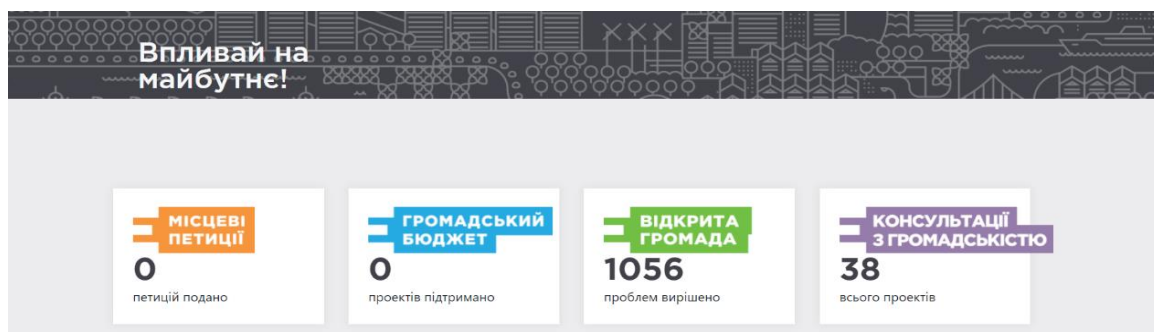 Впливай на
майбутнє!
МІСЦЕВІ
ПЕТИЦІЇ
0
петицій подано
ГРОМАДСЬКИЙ
БЮДЖЕТ
0
проектів підтримано
ВІДКРИТА
ГРОМАДА
1056
проблем вирішено
КОНСУЛЬТАЦІЇ
З ГРОМАДСЬКІСТЮ
38
всього проектів